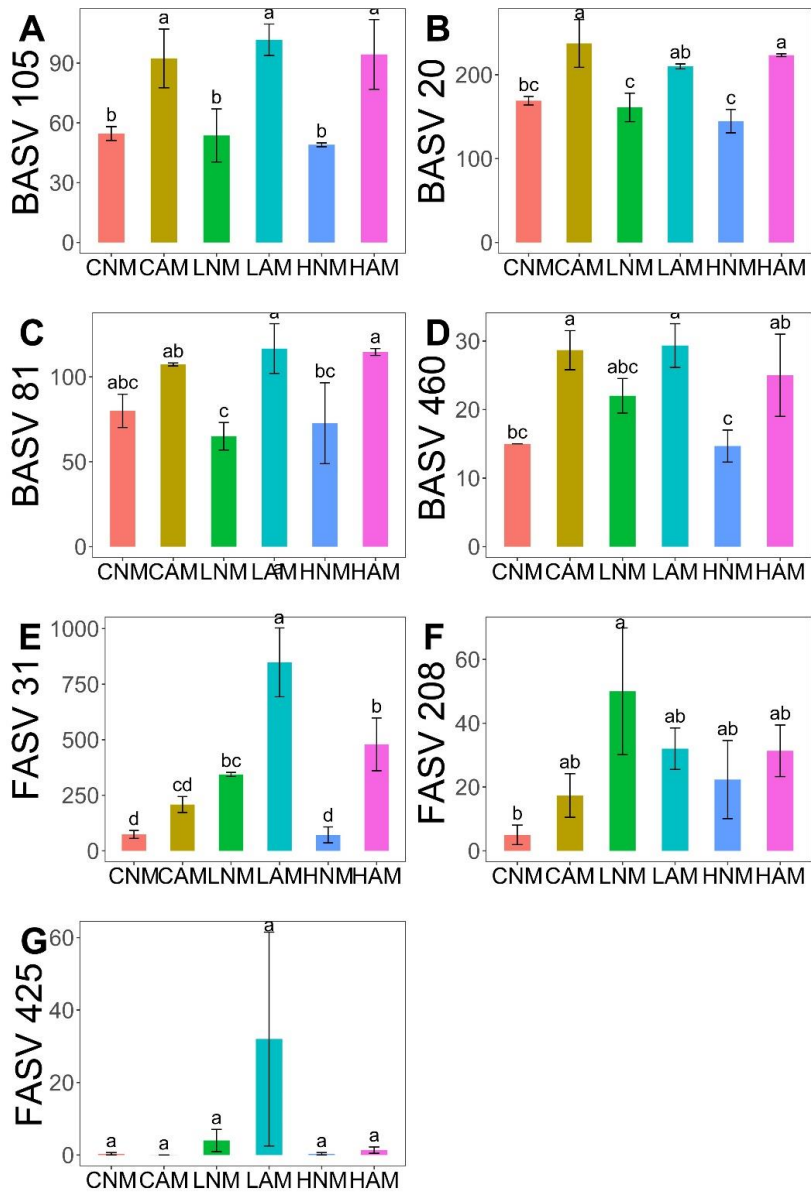 A
BASV 105
90
60
30
0
a
a
a
b
b
b
CNM CAM LNM LAM HNM HAM
B
BASV 20
200
100
0
bc
a
c
ab
c
a
CNM CAM LNM LAM HNM HAM
C
BASV 81
100
50
0
abc
ab
c
a
bc
a
CNM CAM LNM LAM HNM HAM
a
D
BASV 460
30
20
10
0
bc
a
abc
a
c
ab
CNM CAM LNM LAM HNM HAM
E
FASV 31
1000
750
500
250
0
d
cd
bc
a
d
b
CNM CAM LNM LAM HNM HAM
F
FASV 208
60
40
20
0
b
ab
a
ab
ab
ab
CNM CAM LNM LAM HNM HAM
G
FASV 425
60
40
20
0
a
a
a
a
a
a
CNM CAM LNM LAM HNM HAM